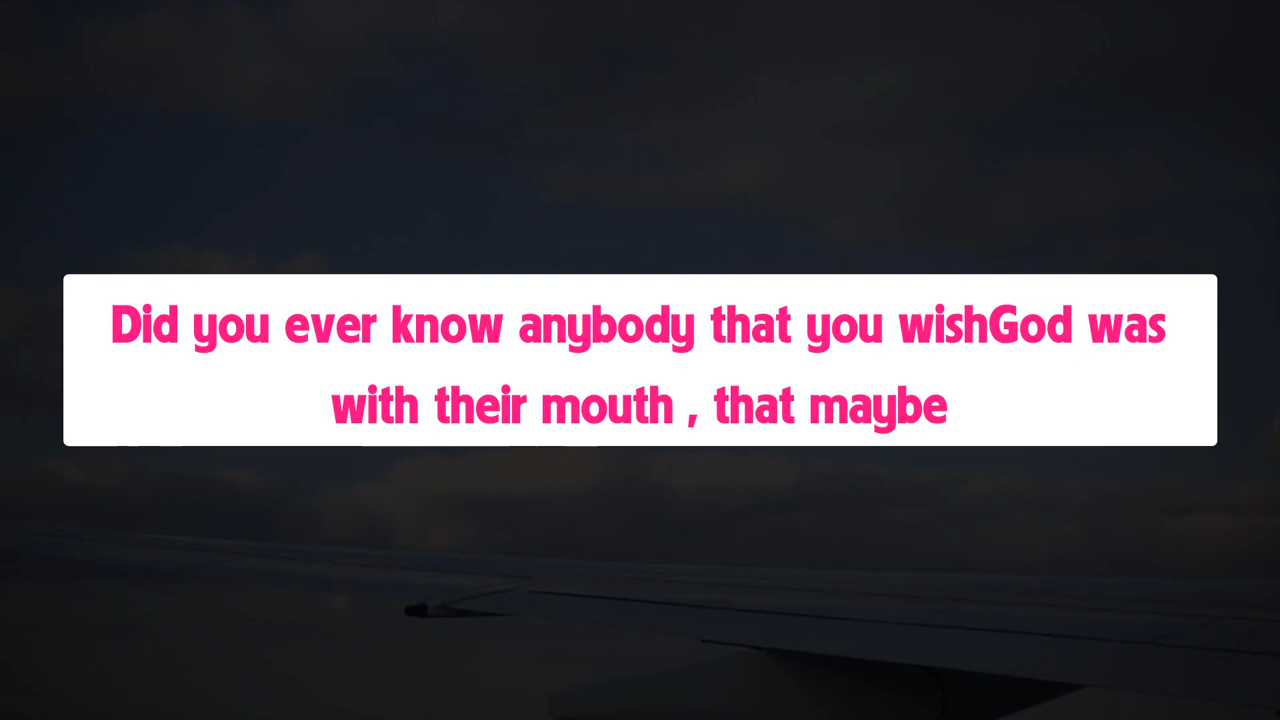 Did you ever know anybody that you wishGod was
with their mouth , that maybe